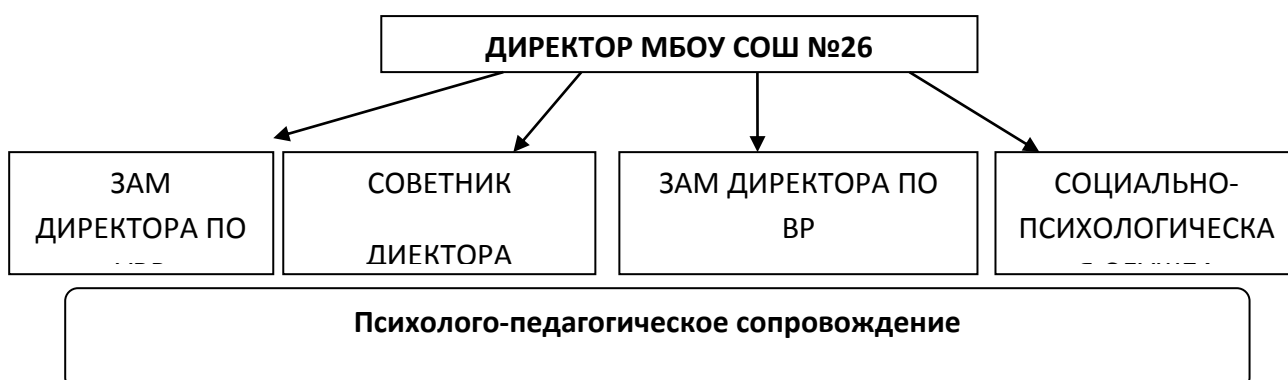 ДИРЕКТОР МБОУ СОШ №26
ЗАМ
ДИРЕКТОРА ПО
СОВЕТНИК
ДИЕКТОРА
ЗАМ ДИРЕКТОРА ПО
ВР
СОЦИАЛЬНО-
ПСИХОЛОГИЧЕСКА
Психолого-педагогическое сопровождение